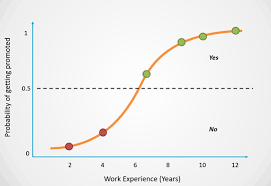 Probability of getting promoted
1
Yes
0.5
No
0
2 4 6 8 10 12
Work Experience (Years)